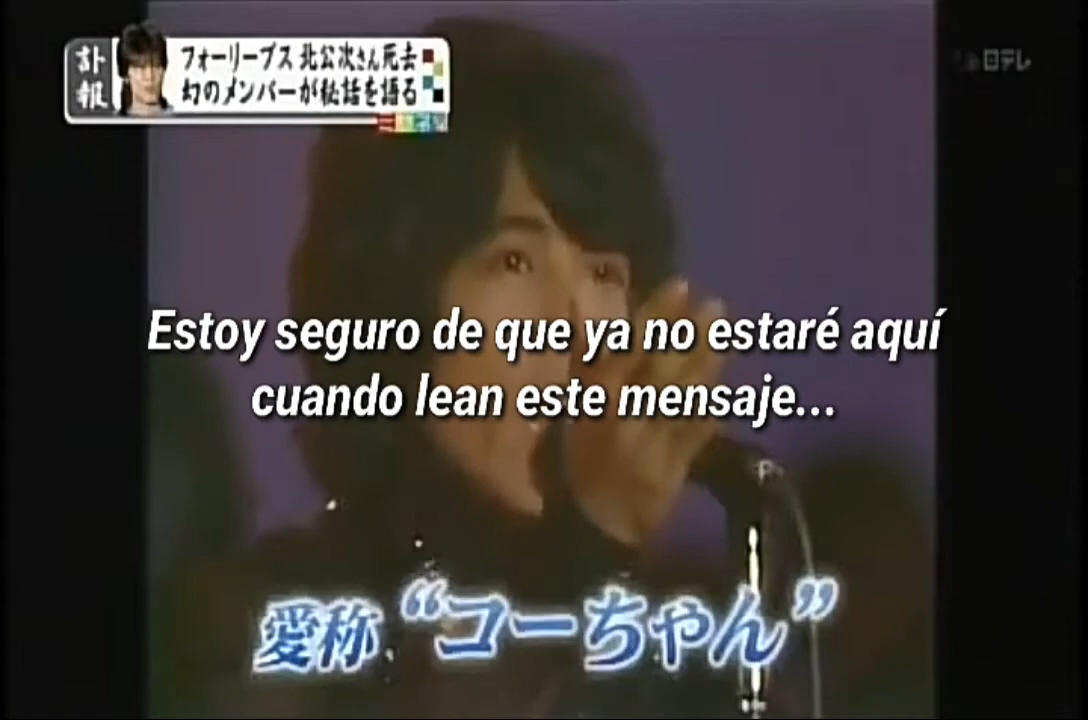 訃報
フォーリーブス 北公次さん死去
幻のメンバーが秘話を語る
日テレ
Estoy seguro de que ya no estaré aquí
cuando lean este mensaje...
愛称 “コーちゃん”